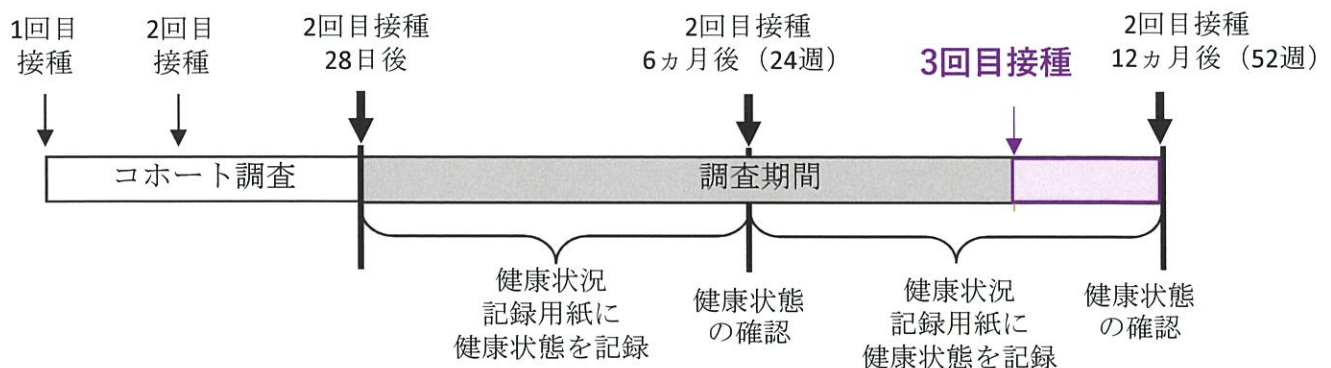 1回目
接種
2回目
接種
2回目接種
28日後
2回目接種
6ヵ月後（24週）
3回目接種
2回目接種
12ヵ月後（52週）
コホート調査
調査期間
健康状況
記録用紙に
健康状態を記録
健康状態
の確認
健康状況
記録用紙に
健康状態を記録
健康状態
の確認